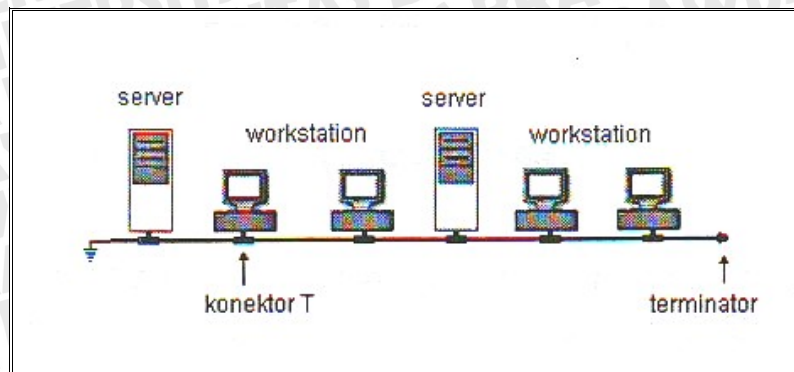 server
server
workstation
workstation
konektor T
terminator